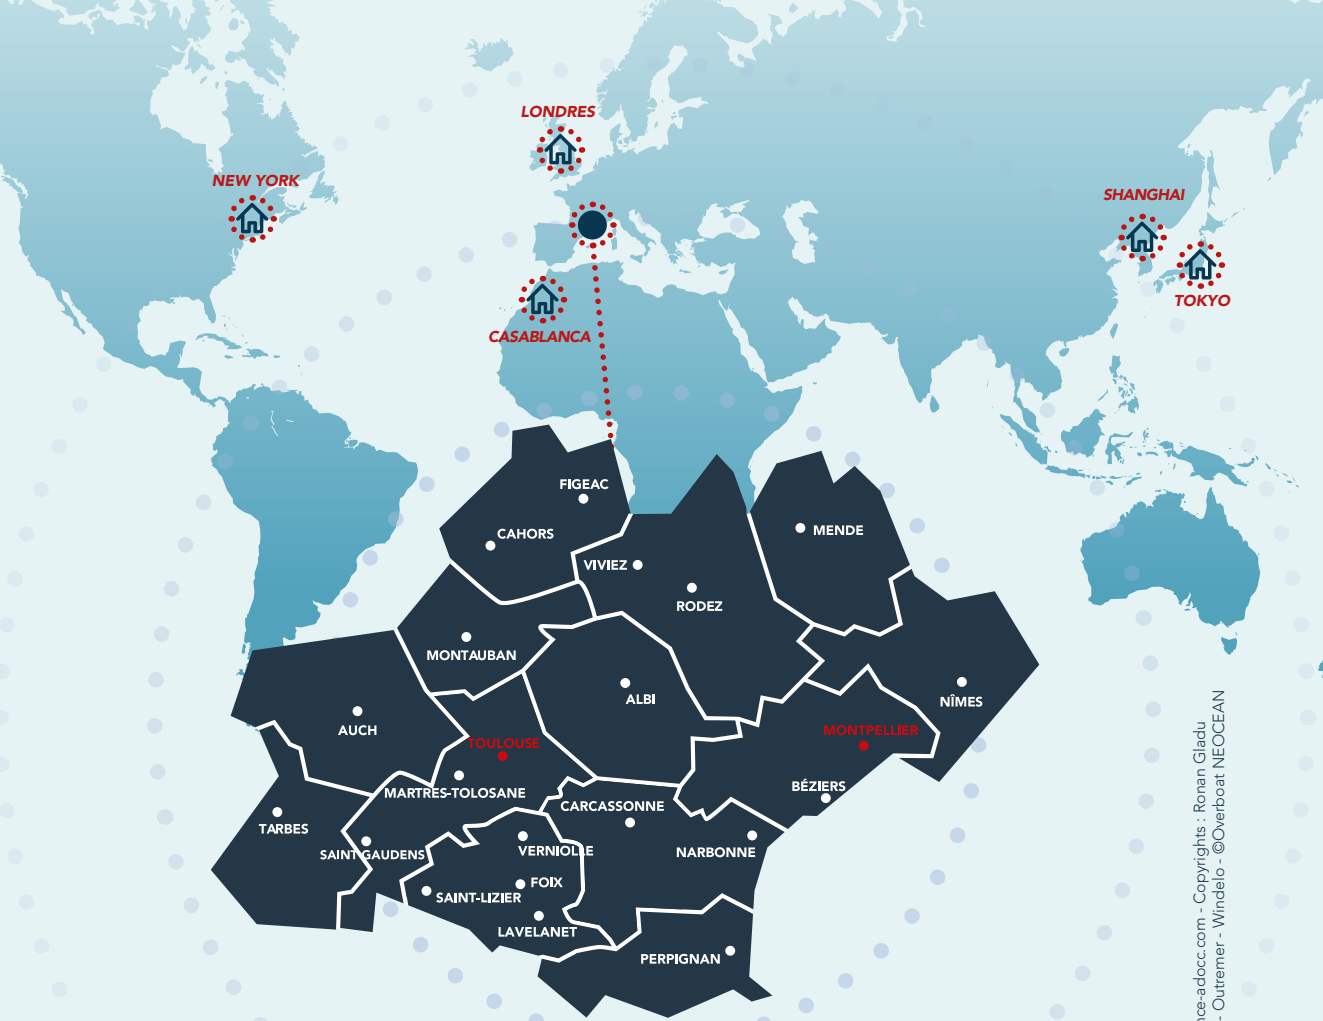 LONDRES
NEW YORK
SHANGHAI
TOKYO
CASABLANCA
FIGEAC
CAHORS
MENDE
VIVIEZ
RODEZ
MONTAUBAN
ALBI
NÎMES
AUCH
MONTPELLIER
TOULOUSE
MARTRES-TOLOSANE
BÉZIERS
CARCASSONNE
TARBES
SAINT-GAUDENS
VERNIOLLE
NARBONNE
FOIX
SAINT-LIZIER
LAVELANET
PERPIGNAN
nce-adocc.com - Copyrights : Ronan Gladu
- Outremer - Windelo - ©Overboat NEOCEAN